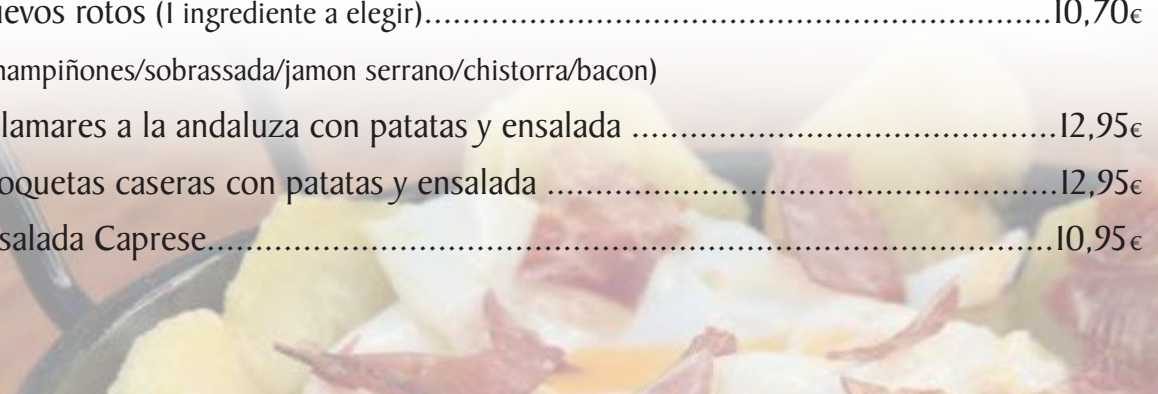 uevos rotos (1 ingrediente a elegir)..........................................................................10,70€
hampiñones/sobrassada/jamon serrano/chistorra/bacon)
lamares a la andaluza con patatas y ensalada ..................................................12,95€
oquetas caseras con patatas y ensalada ............................................................12,95€
salada Caprese....................................................................................................10,95€